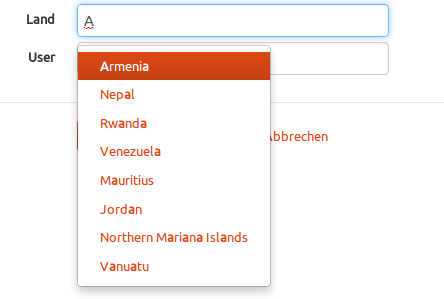 Land A
User
Armenia
Nepal
Rwanda
Venezuela
Abbrechen
Mauritius
Jordan
Northern Mariana Islands
Vanuatu